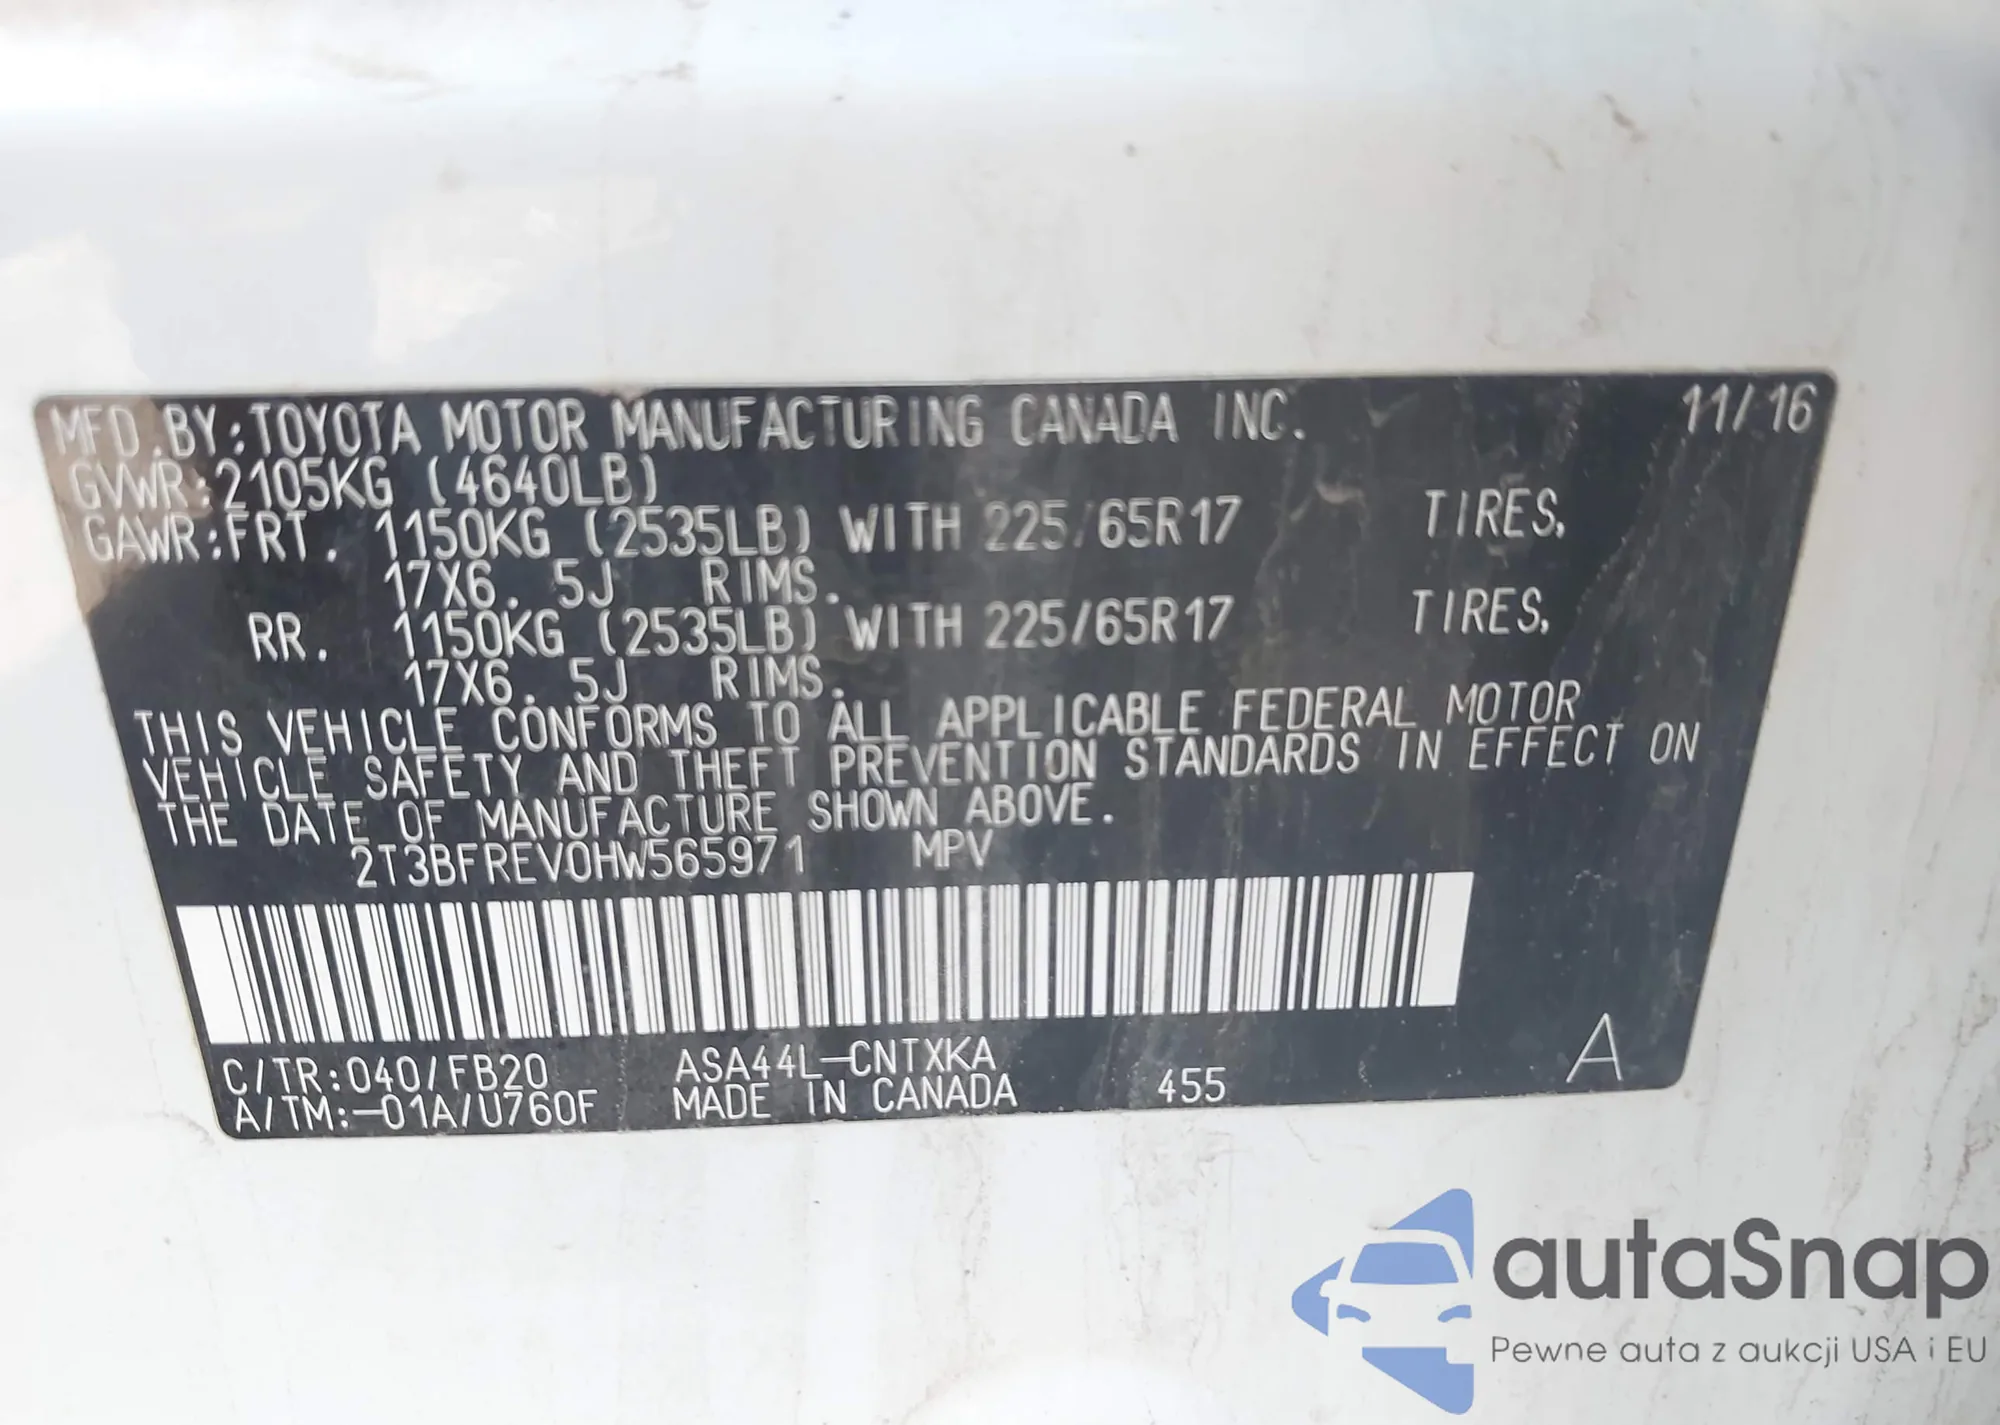 MFD.BY:TOYOTA MOTOR MANUFACTURING CANADA INC. 11/16
GVWR:2105KG (4640LB)
GAWR:FRT. 1150KG (2535LB) WITH 225/65R17 TIRES,
17X6.5J RIMS.
RR. 1150KG (2535LB) WITH 225/65R17 TIRES,
17X6.5J RIMS.
THIS VEHICLE CONFORMS TO ALL APPLICABLE FEDERAL MOTOR
VEHICLE SAFETY AND THEFT PREVENTION STANDARDS IN EFFECT ON
THE DATE OF MANUFACTURE SHOWN ABOVE.
2T3BFREV0HW565971 MPV
C/TR:040/FB20 ASA44L-CNTXKA
A/TM:-01A/U760F MADE IN CANADA 455 A
autaSnap
Pewne auta z aukcji USA i EU